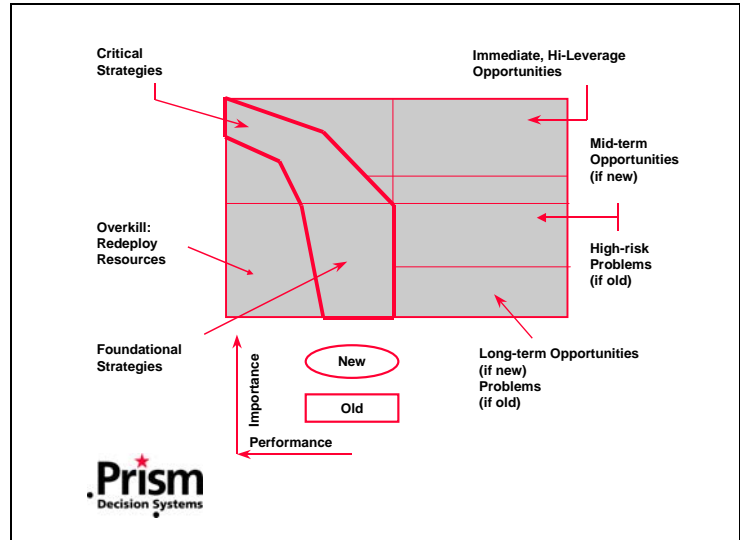 Critical
Strategies
Immediate, Hi-Leverage
Opportunities
Mid-term
Opportunities
(if new)
Overkill:
Redeploy
Resources
High-risk
Problems
(if old)
Foundational
Strategies
Long-term Opportunities
(if new)
Problems
(if old)
New
Old
Importance
Performance
Prism
Decision Systems